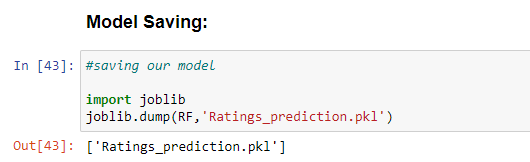 Model Saving:
In [43]: #saving our model
import joblib
joblib.dump(RF,'Ratings_prediction.pkl')
Out[43]: ['Ratings_prediction.pkl']